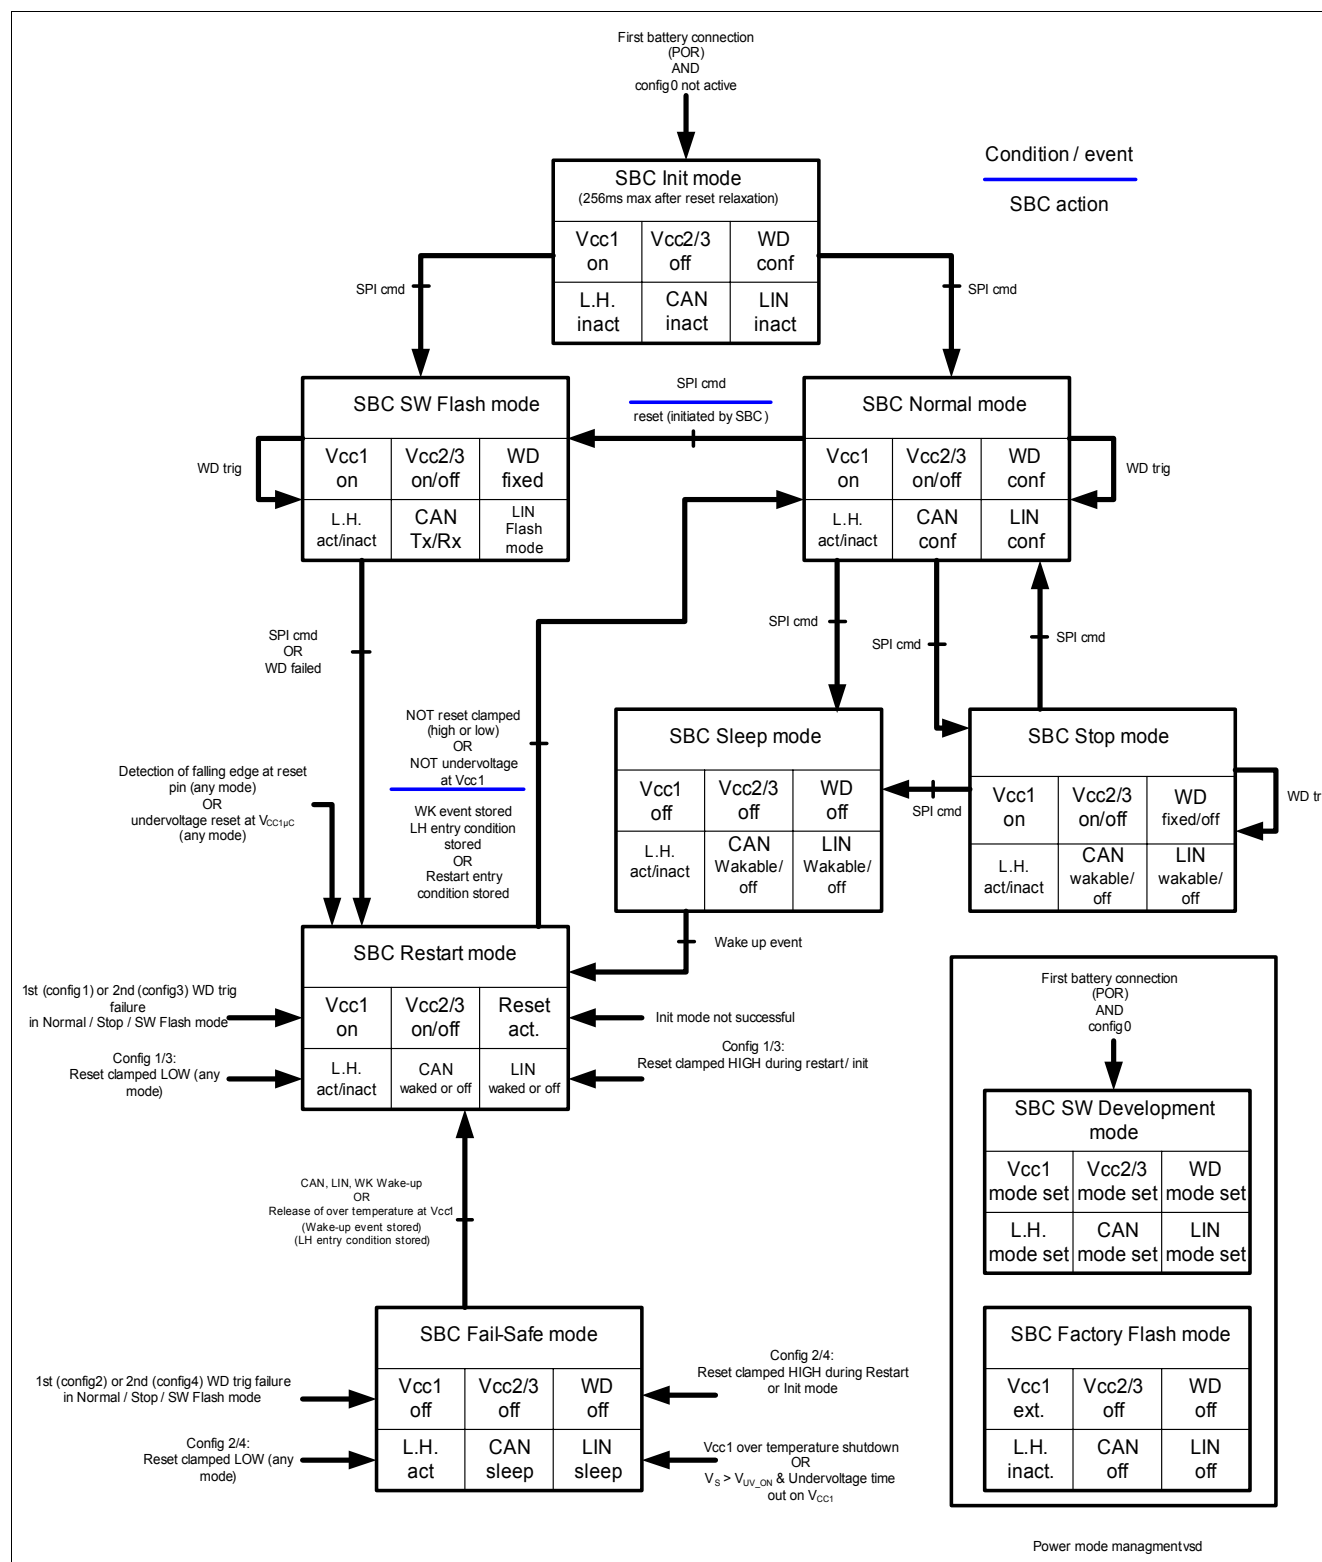 First battery connection
(POR)
AND
config0 not active
Condition / event
SBC action
SBC Init mode
(256ms max after reset relaxation)
Vcc1 Vcc2/3 WD
on off conf
L.H. CAN LIN
inact inact inact
SPI cmd
SPI cmd
SBC SW Flash mode
Vcc1 Vcc2/3 WD
on on/off fixed
L.H. CAN LIN
act/inact Tx/Rx Flash
mode
WD trig
SPI cmd
reset (initiated by SBC)
SBC Normal mode
Vcc1 Vcc2/3 WD
on on/off conf
L.H. CAN LIN
act/inact conf conf
WD trig
SPI cmd
OR
WD failed
SPI cmd
SPI cmd
SPI cmd
NOT reset clamped
(high or low)
OR
NOT undervoltage
at Vcc1
WK event stored
LH entry condition
stored
OR
Restart entry
condition stored
Detection of falling edge at reset
pin (any mode)
OR
undervoltage reset at VCC1µC
(any mode)
SBC Sleep mode
Vcc1 Vcc2/3 WD
off off off
L.H. CAN LIN
act/inact Wakable/ Wakable/
off off
SPI cmd
SBC Stop mode
Vcc1 Vcc2/3 WD
on on/off fixed/off
L.H. CAN LIN
act/inact wakable/ wakable/
off off
WD tr
Wake up event
SBC Restart mode
Vcc1 Vcc2/3 Reset
on on/off act.
L.H. CAN LIN
act/inact waked or off waked or off
1st (config1) or 2nd (config3) WD trig
failure
in Normal / Stop / SW Flash mode
Config 1/3:
Reset clamped LOW (any
mode)
Init mode not successful
Config 1/3:
Reset clamped HIGH during restart/ init
CAN, LIN, WK Wake-up
OR
Release of over temperature at Vcc1
(Wake-up event stored)
(LH entry condition stored)
SBC Fail-Safe mode
Vcc1 Vcc2/3 WD
off off off
L.H. CAN LIN
act sleep sleep
1st (config2) or 2nd (config4) WD trig failure
in Normal / Stop / SW Flash mode
Config 2/4:
Reset clamped LOW (any
mode)
Config 2/4:
Reset clamped HIGH during Restart
or Init mode
Vcc1 over temperature shutdown
OR
VS > VUV_ON & Undervoltage time
out on VCC1
First battery connection
(POR)
AND
config0
SBC SW Development
mode
Vcc1 Vcc2/3 WD
mode set mode set mode set
L.H. CAN LIN
mode set mode set mode set
SBC Factory Flash mode
Vcc1 Vcc2/3 WD
ext. off off
L.H. CAN LIN
inact. off off
Power mode managmentvsd